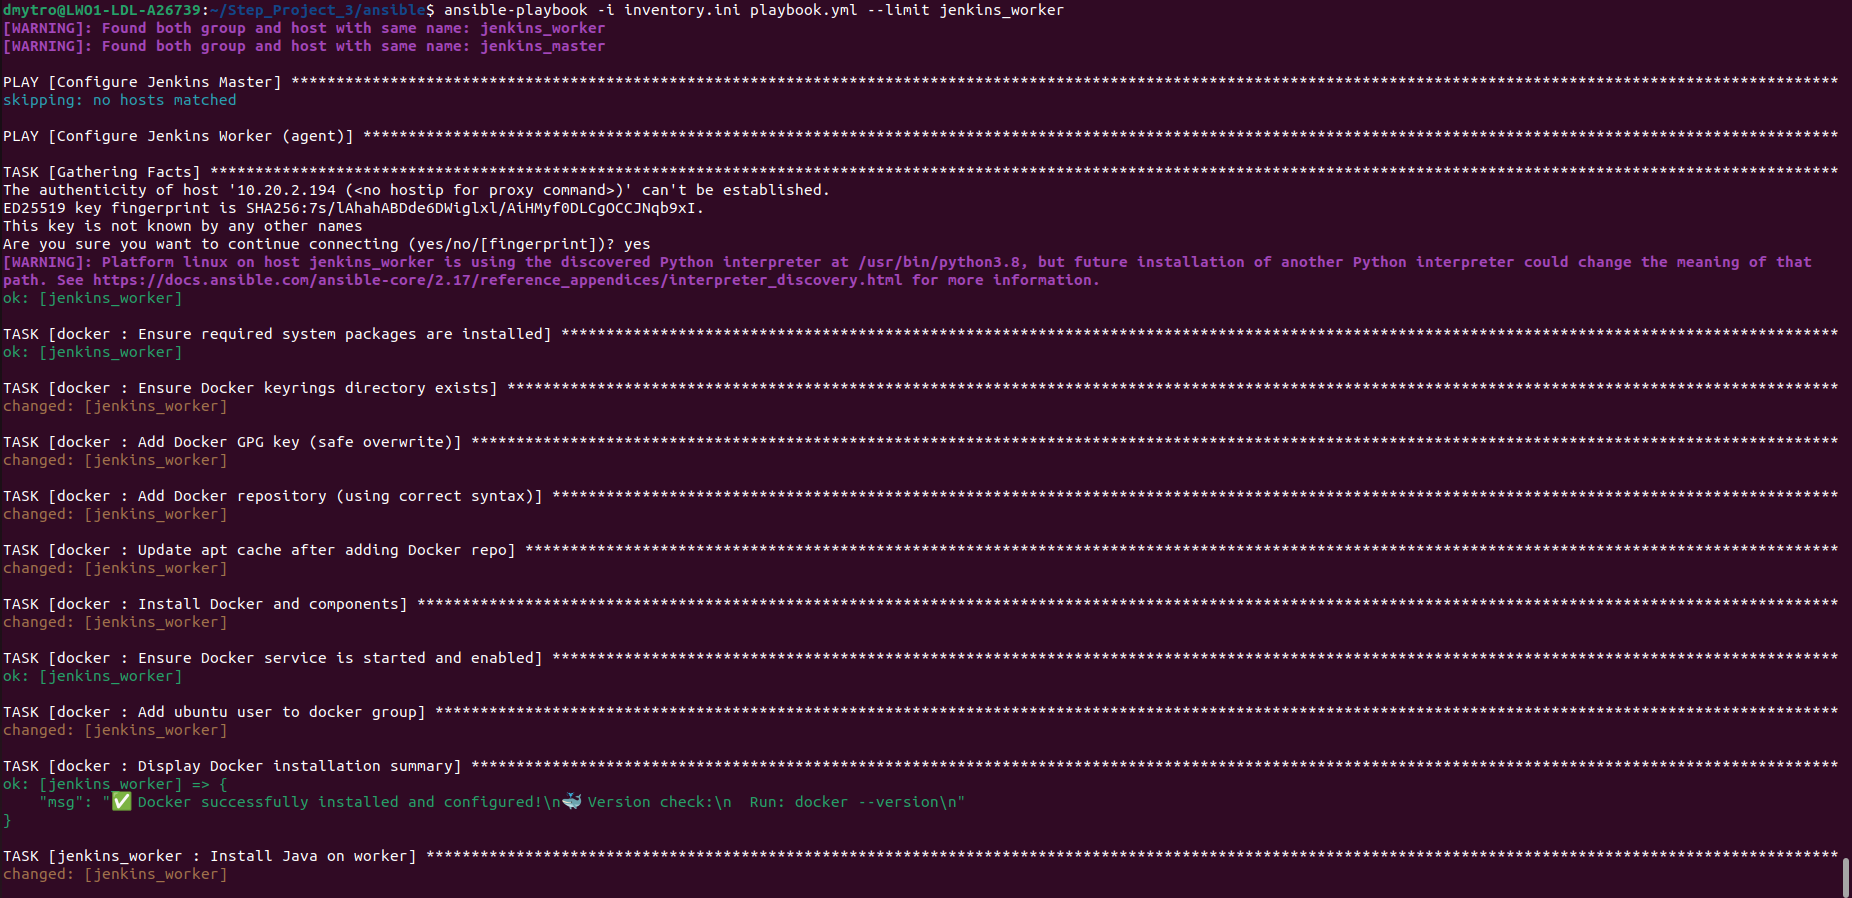 dmytro@LWO1-LDL-A26739:~/Step_Project_3/ansible$ ansible-playbook -i inventory.ini playbook.yml --limit jenkins_worker
[WARNING]: Found both group and host with same name: jenkins_worker
[WARNING]: Found both group and host with same name: jenkins_master
PLAY [Configure Jenkins Master] ****************************************************************************************************************************************************************************
skipping: no hosts matched
PLAY [Configure Jenkins Worker (agent)] ********************************************************************************************************************************************************************
TASK [Gathering Facts] *************************************************************************************************************************************************************************************
The authenticity of host '10.20.2.194 (<no hostip for proxy command>)' can't be established.
ED25519 key fingerprint is SHA256:7s/lAhahABDde6DWiglxl/AiHMyf0DLCgOCCJNqb9xI.
This key is not known by any other names
Are you sure you want to continue connecting (yes/no/[fingerprint])? yes
[WARNING]: Platform linux on host jenkins_worker is using the discovered Python interpreter at /usr/bin/python3.8, but future installation of another Python interpreter could change the meaning of that
path. See https://docs.ansible.com/ansible-core/2.17/reference_appendices/interpreter_discovery.html for more information.
ok: [jenkins_worker]
TASK [docker : Ensure required system packages are installed] **********************************************************************************************************************************************
ok: [jenkins_worker]
TASK [docker : Ensure Docker keyrings directory exists] ****************************************************************************************************************************************************
changed: [jenkins_worker]
TASK [docker : Add Docker GPG key (safe overwrite)] ********************************************************************************************************************************************************
changed: [jenkins_worker]
TASK [docker : Add Docker repository (using correct syntax)] ***********************************************************************************************************************************************
changed: [jenkins_worker]
TASK [docker : Update apt cache after adding Docker repo] **************************************************************************************************************************************************
changed: [jenkins_worker]
TASK [docker : Install Docker and components] **************************************************************************************************************************************************************
changed: [jenkins_worker]
TASK [docker : Ensure Docker service is started and enabled] ***********************************************************************************************************************************************
ok: [jenkins_worker]
TASK [docker : Add ubuntu user to docker group] ************************************************************************************************************************************************************
changed: [jenkins_worker]
TASK [docker : Display Docker installation summary] ********************************************************************************************************************************************************
ok: [jenkins_worker] => {
    "msg": "✅ Docker successfully installed and configured!\n🐳 Version check:\n  Run: docker --version\n"
}
TASK [jenkins_worker : Install Java on worker] *************************************************************************************************************************************************************
changed: [jenkins_worker]